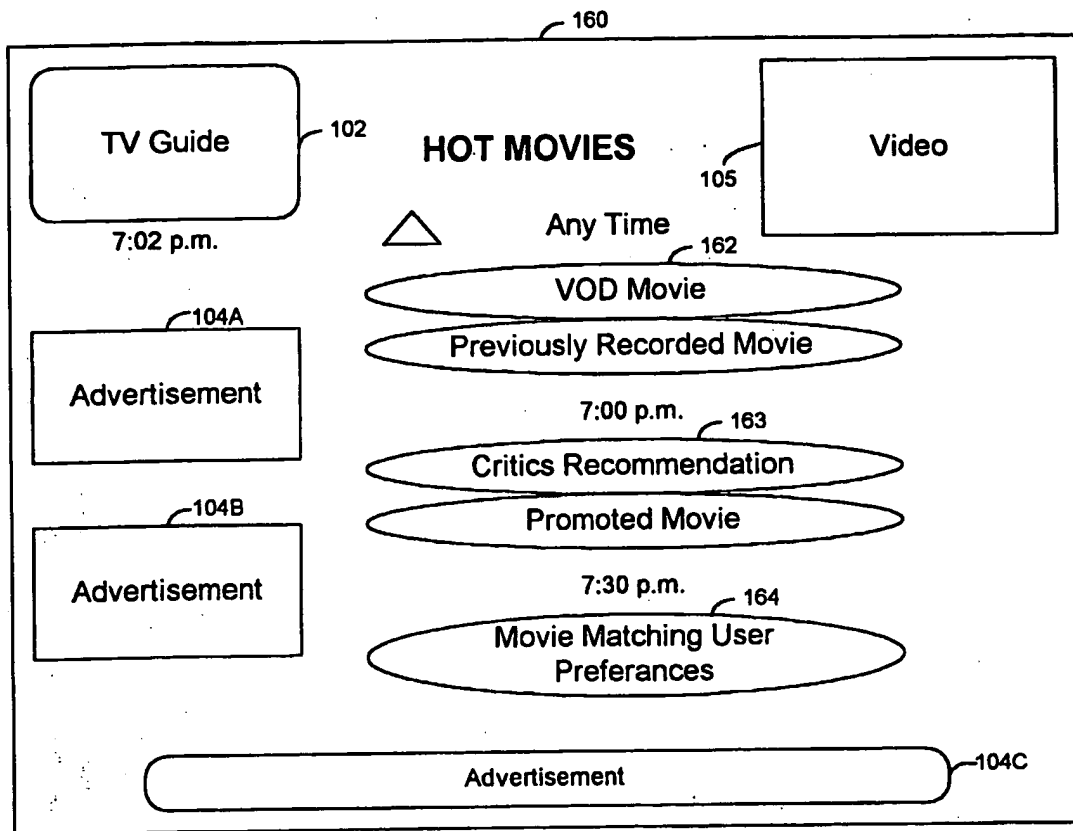 160
TV Guide
102
HOT MOVIES
105
Video
7:02 p.m.
Any Time
162
VOD Movie
Previously Recorded Movie
104A
Advertisement
7:00 p.m.
163
Critics Recommendation
Promoted Movie
104B
Advertisement
7:30 p.m.
164
Movie Matching User
Preferances
Advertisement
104C